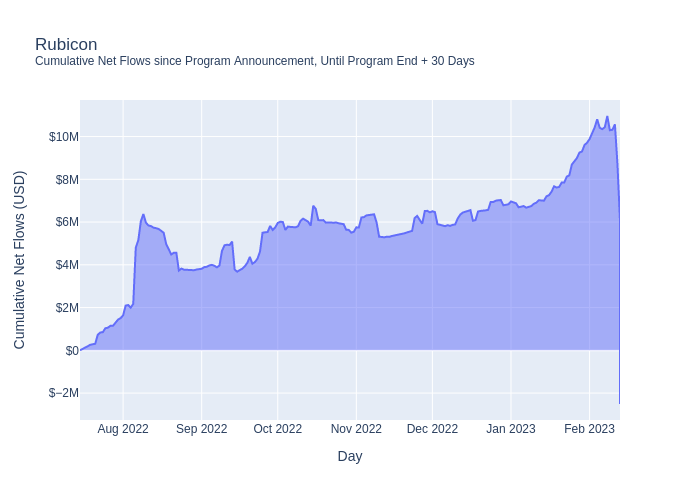 Rubicon
Cumulative Net Flows since Program Announcement, Until Program End + 30 Days
Cumulative Net Flows (USD)
$10M
$8M
$6M
$4M
$2M
$0
$−2M
Aug 2022 Sep 2022 Oct 2022 Nov 2022 Dec 2022 Jan 2023 Feb 2023
Day